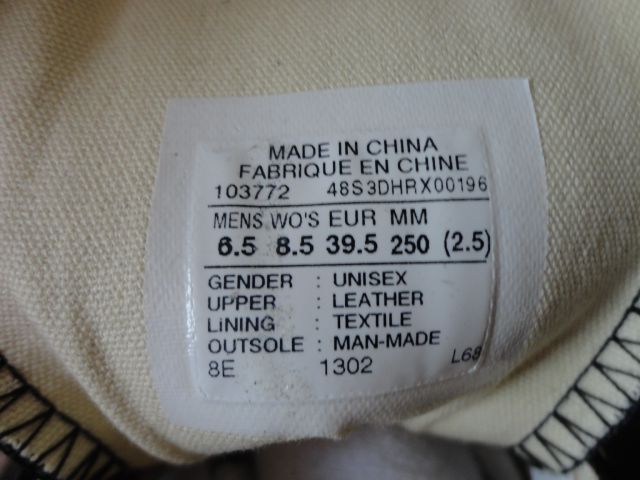 MADE IN CHINA
FABRIQUE EN CHINE
103772 48S3DHRX00196
MENS WO'S EUR MM
6.5 8.5 39.5 250 (2.5)
GENDER : UNISEX
UPPER : LEATHER
LINING : TEXTILE
OUTSOLE : MAN-MADE
8E 1302 L68